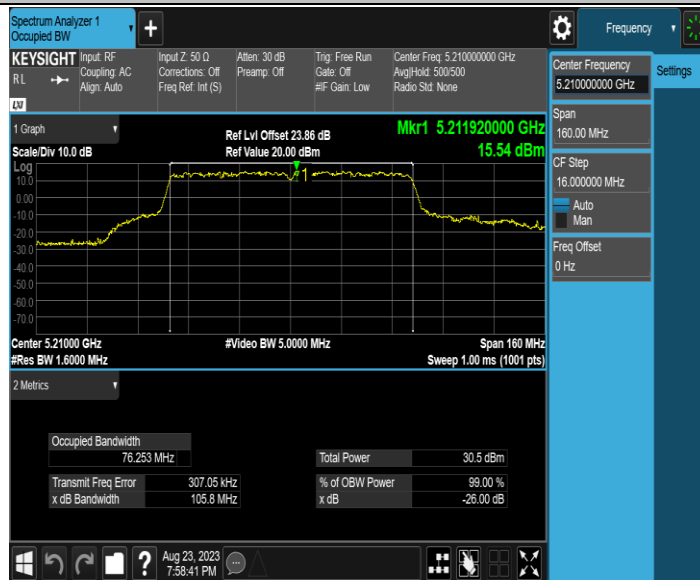 Spectrum Analyzer 1
Occupied BW
+
Frequency
KEYSIGHT
Input: RF
Coupling: AC
Align: Auto
Input Z: 50 Ω
Corrections: Off
Freq Ref: Int (S)
Atten: 30 dB
Preamp: Off
Trig: Free Run
Gate: Off
#IF Gain: Low
Center Freq: 5.210000000 GHz
Avg|Hold: 500/500
Radio Std: None
R L
LXI
Center Frequency
5.210000000 GHz
Settings
Span
160.00 MHz
CF Step
16.000000 MHz
Auto
Man
Freq Offset
0 Hz
1 Graph
Scale/Div 10.0 dB
Ref Lvl Offset 23.86 dB
Ref Value 20.00 dBm
Mkr1 5.211920000 GHz
15.54 dBm
Log
10.0
0.00
-10.0
-20.0
-30.0
-40.0
-50.0
-60.0
-70.0
1
Center 5.21000 GHz
#Res BW 1.6000 MHz
#Video BW 5.0000 MHz
Span 160 MHz
Sweep 1.00 ms (1001 pts)
2 Metrics
Occupied Bandwidth
76.253 MHz
Total Power 30.5 dBm
Transmit Freq Error 307.05 kHz
% of OBW Power 99.00 %
x dB Bandwidth 105.8 MHz
x dB -26.00 dB
?
Aug 23, 2023
7:58:41 PM